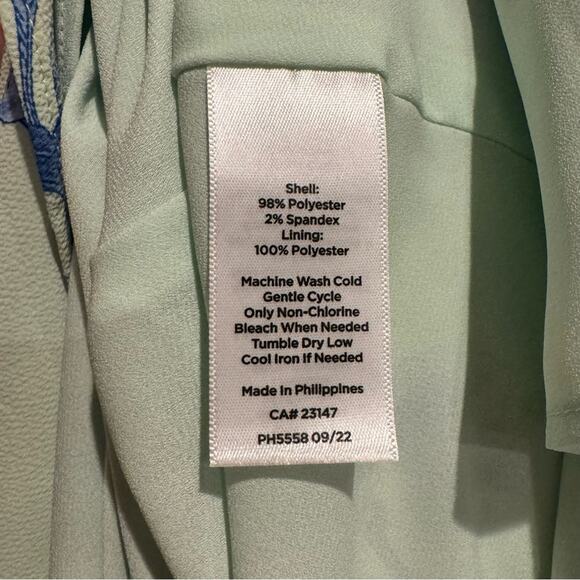 Shell:
98% Polyester
2% Spandex
Lining:
100% Polyester
Machine Wash Cold
Gentle Cycle
Only Non-Chlorine
Bleach When Needed
Tumble Dry Low
Cool Iron If Needed
Made In Philippines
CA# 23147
PH5558 09/22